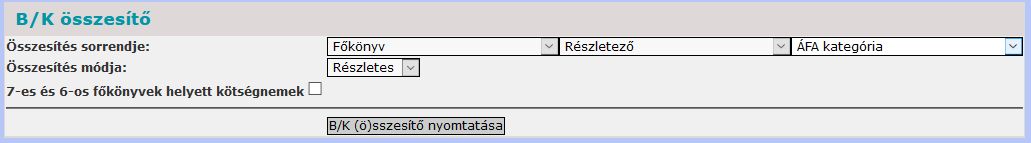 B/K összesítő
Összesítés sorrendje: Főkönyv Részletező ÁFA kategória
Összesítés módja: Részletes
7-es és 6-os főkönyvek helyett kötségnemek
B/K (ö)sszesítő nyomtatása